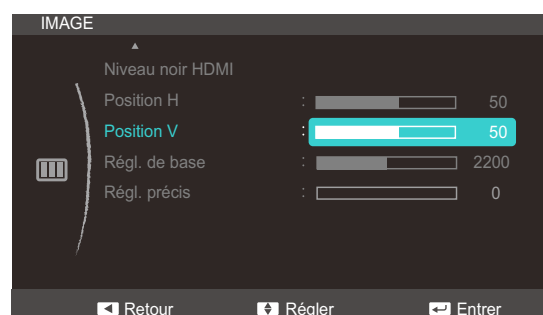 IMAGE
Niveau noir HDMI
Position H : 50
Position V : 50
Régl. de base : 2200
Régl. précis : 0
Retour Régler Entrer